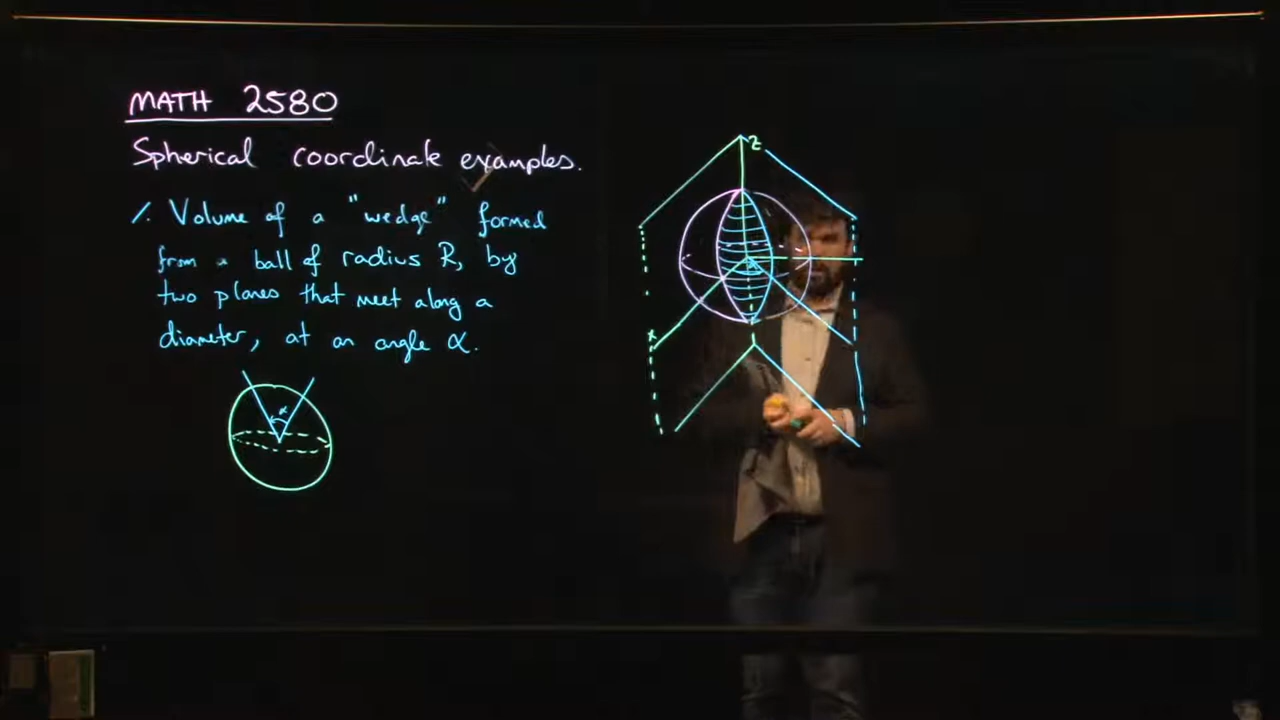 MATH 2580
Spherical coordinate examples.
1. Volume of a "wedge" formed
from a ball of radius R, by
two planes that meet along a
diameter, at an angle α.
α
z
x